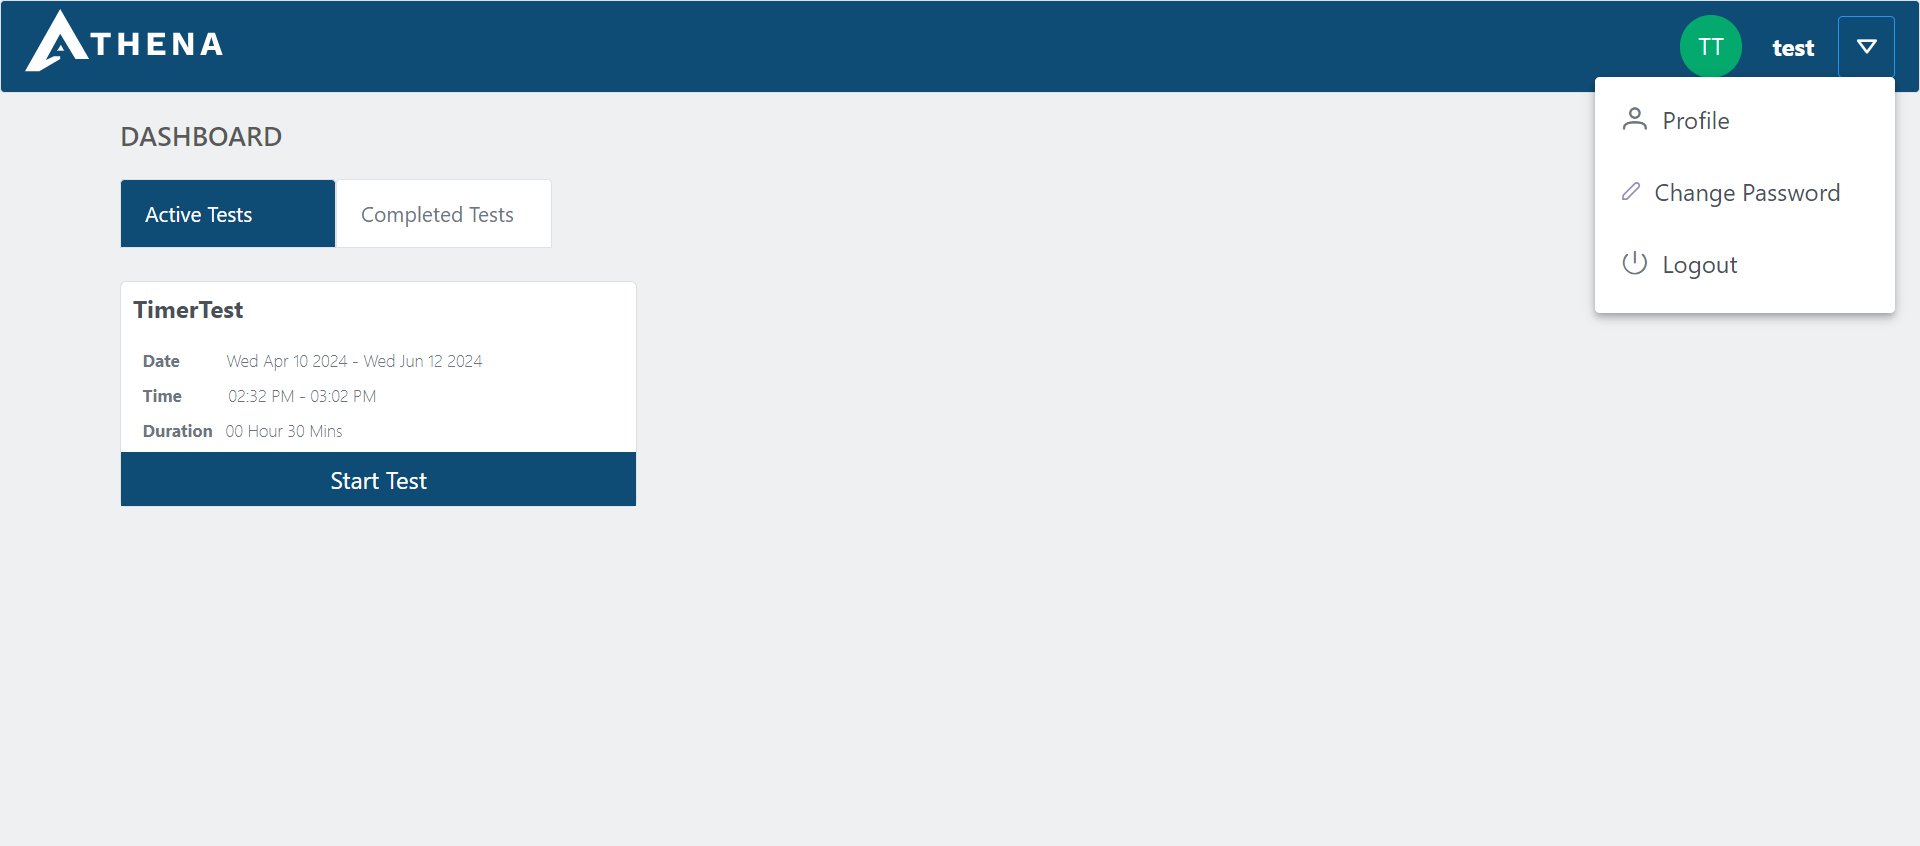 ATHENA
TT
test
Profile
Change Password
Logout
DASHBOARD
Active Tests
Completed Tests
TimerTest
Date Wed Apr 10 2024 - Wed Jun 12 2024
Time 02:32 PM - 03:02 PM
Duration 00 Hour 30 Mins
Start Test